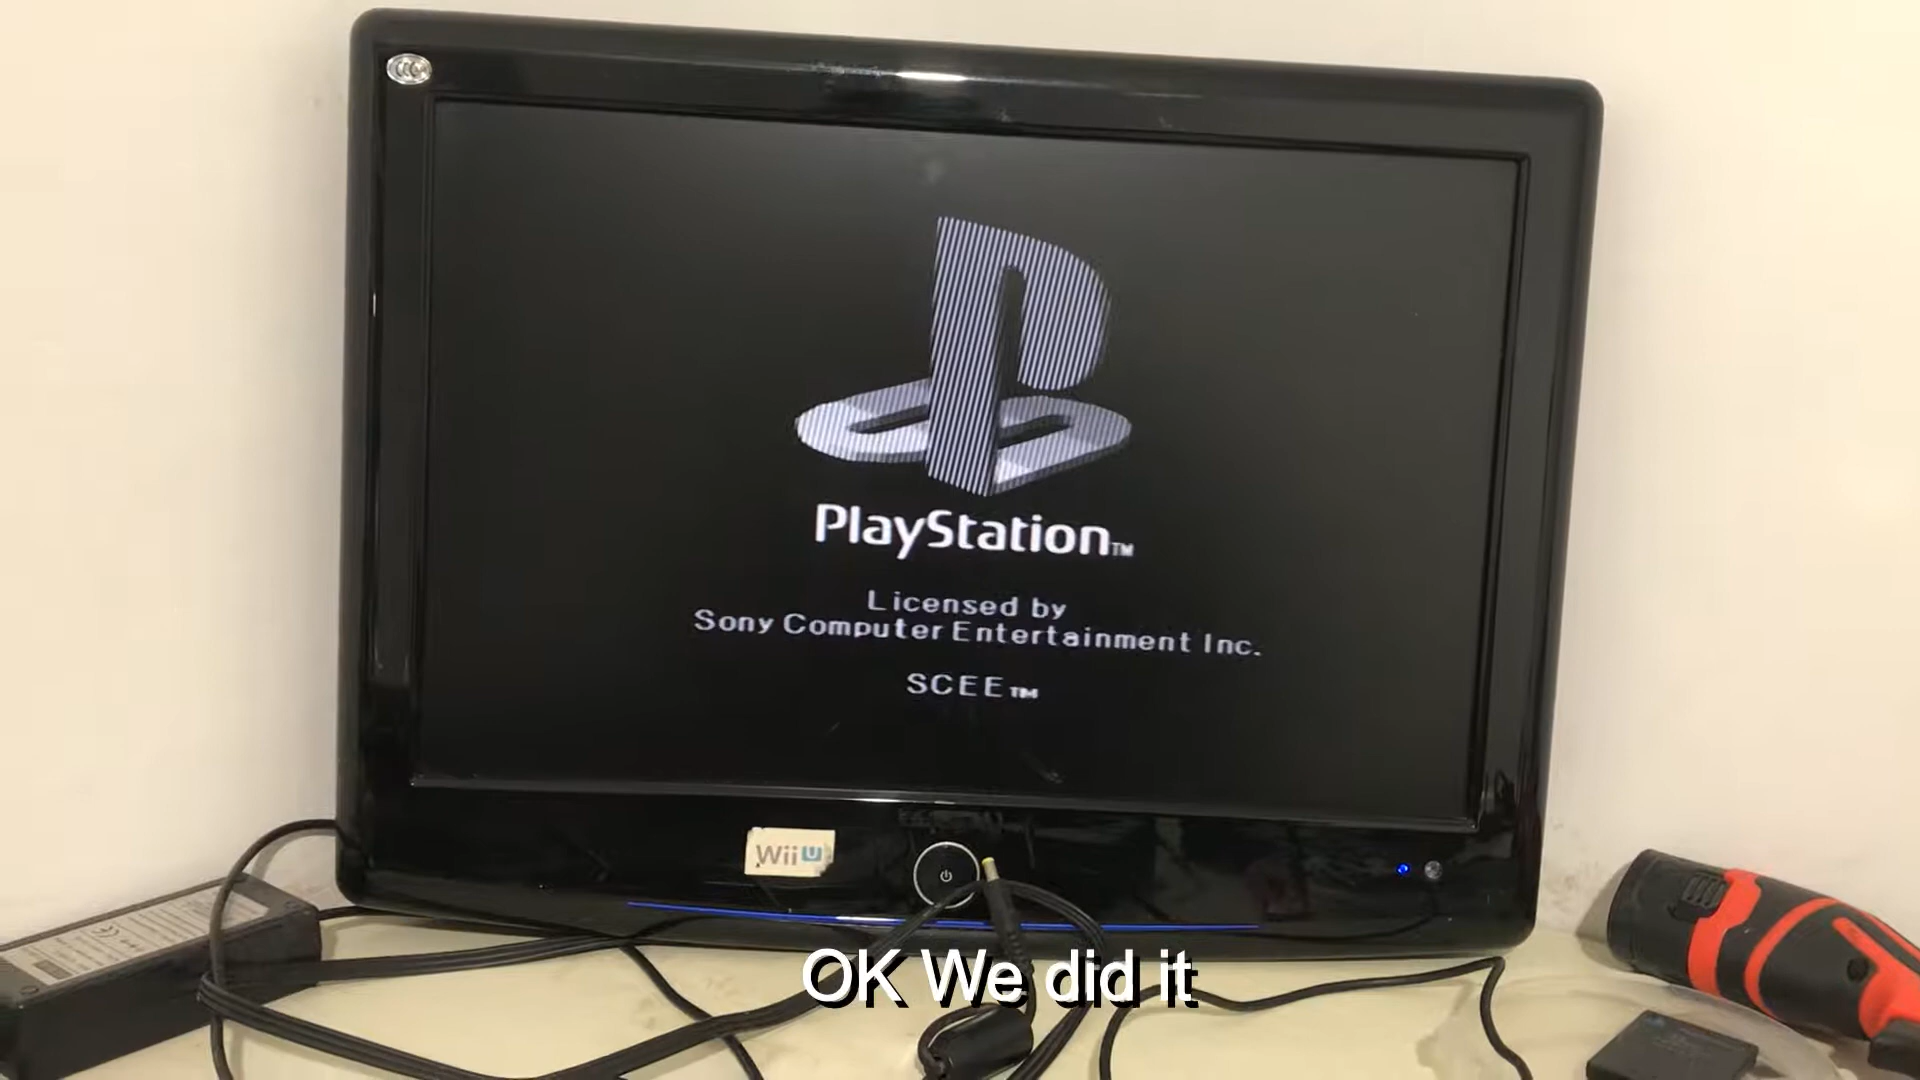 PlayStation™
Licensed by
Sony Computer Entertainment Inc.
SCEE™
Wii U
OK We did it